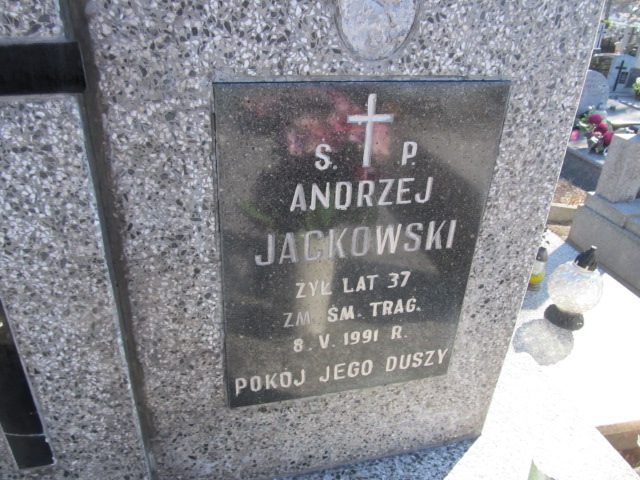 Ś. P.
ANDRZEJ
JACKOWSKI
ŻYŁ LAT 37
ZM. ŚM. TRAG.
8. V. 1991 R.
POKÓJ JEGO DUSZY